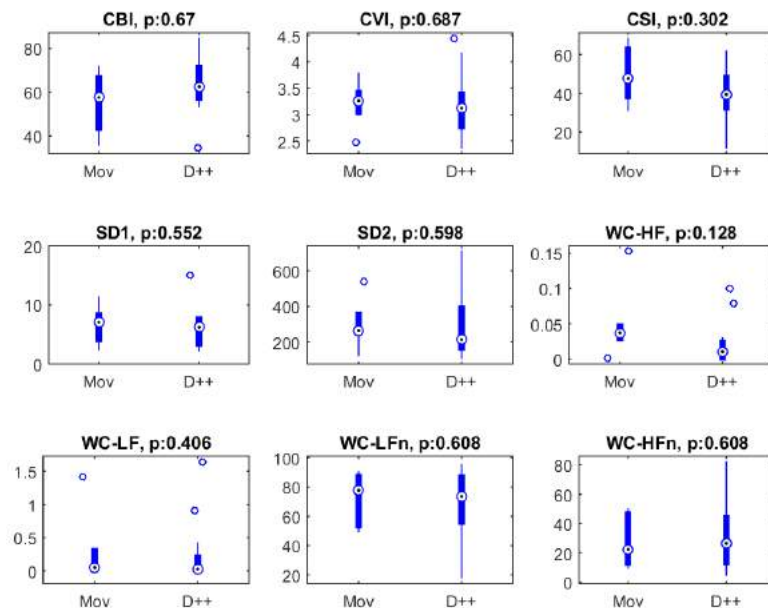 CBI, p:0.67
80
60
40
Mov
D++
CVI, p:0.687
4.5
4
3.5
3
2.5
Mov
D++
CSI, p:0.302
60
40
20
Mov
D++
SD1, p:0.552
20
10
0
Mov
D++
SD2, p:0.598
600
400
200
Mov
D++
WC-HF, p:0.128
0.15
0.1
0.05
0
Mov
D++
WC-LF, p:0.406
1.5
1
0.5
0
Mov
D++
WC-LFn, p:0.608
100
80
60
40
20
Mov
D++
WC-HFn, p:0.608
80
60
40
20
0
Mov
D++